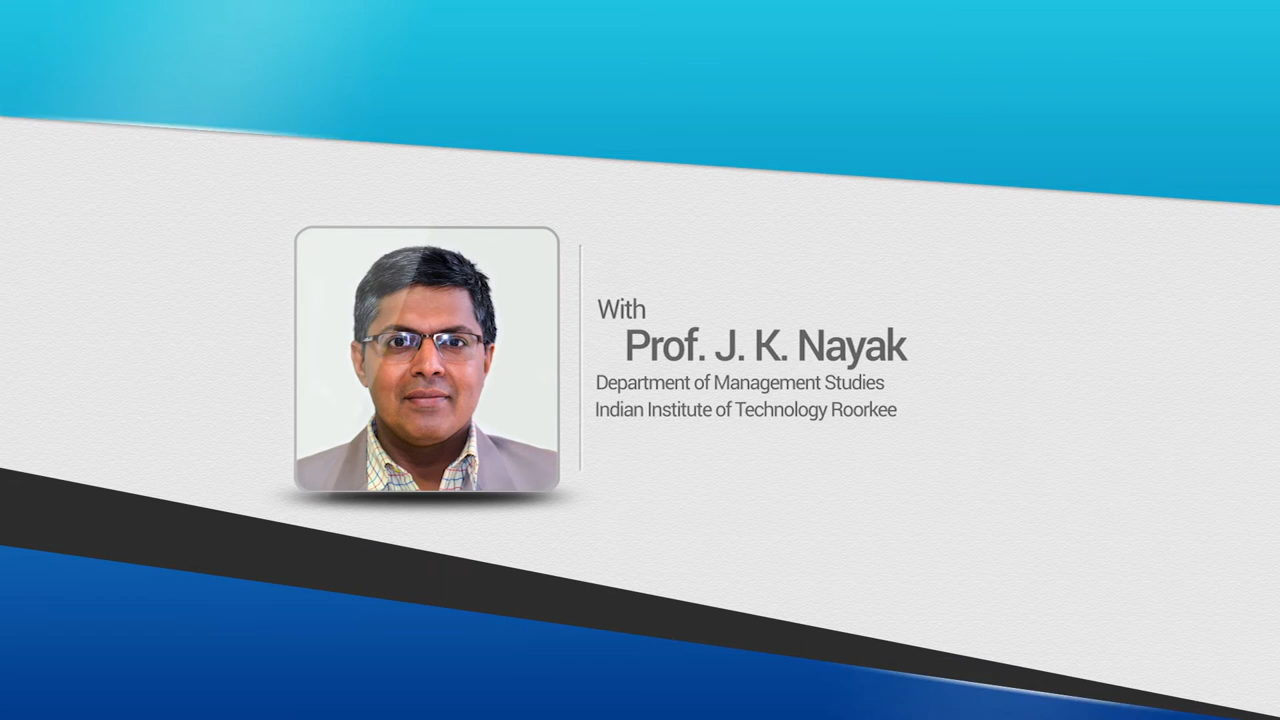 With
Prof. J. K. Nayak
Department of Management Studies
Indian Institute of Technology Roorkee